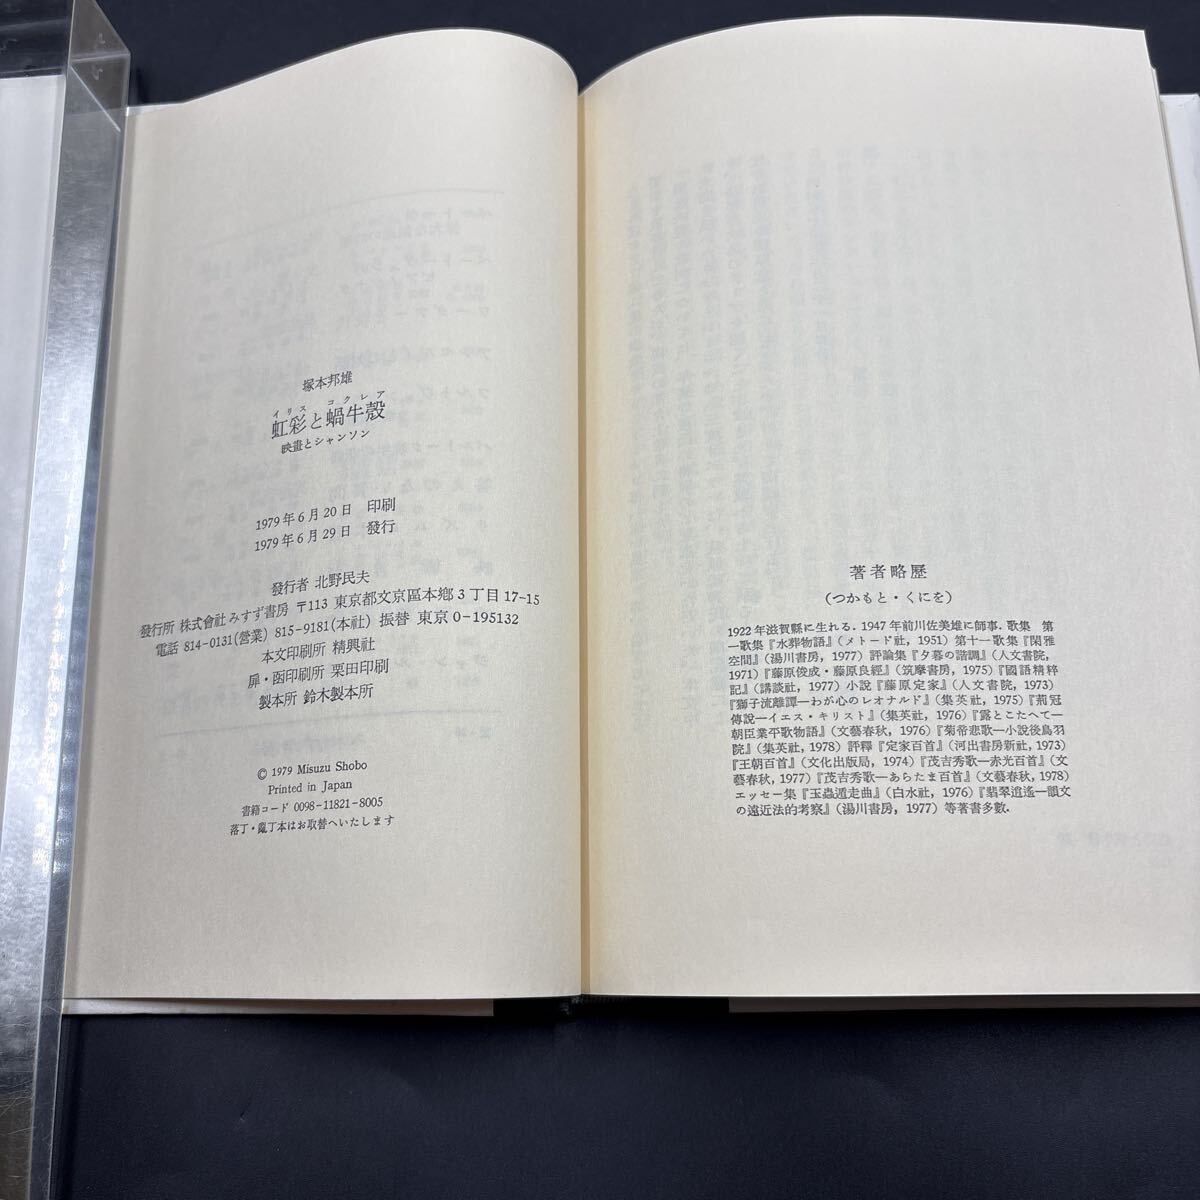 塚本邦雄
イリス コクレア
虹彩と蝸牛殼
映畫とシャンソン
1979年6月20日 印刷
1979年6月29日 發行
發行者 北野民夫
發行所 株式會社みすず書房 〒113 東京都文京區本郷3丁目17-15
電話 814-0131(営業) 815-9181(本社) 振替 東京0-195132
本文印刷所 精興社
扉・函印刷所 栗田印刷
製本所 鈴木製本所
© 1979 Misuzu Shobo
Printed in Japan
書籍コード 0098-11821-8005
落丁・亂丁本はお取替へいたします
著者略歷
(つかもと・くにを)
1922年滋賀縣に生れる. 1947年前川佐美雄に師事. 歌集 第
一歌集『水葬物語』(メトード社, 1951) 第十一歌集『閑雅
空間』(湯川書房, 1977) 評論集『夕暮の諧調』(人文書院,
1971)『藤原俊成・藤原良經』(筑摩書房, 1975)『國語精粹
記』(講談社, 1977) 小說『藤原定家』(人文書院, 1973)
『獅子流離譚―わが心のレオナルド』(集英社, 1975)『荊冠
傳說―イエス・キリスト』(集英社, 1976)『露とこたへて―
朝臣業平歌物語』(文藝春秋, 1976)『菊帝悲歌―小說後鳥羽
院』(集英社, 1978) 評釋『定家百首』(河出書房新社, 1973)
『王朝百首』(文化出版局, 1974)『茂吉秀歌―赤光百首』(文
藝春秋, 1977)『茂吉秀歌―あらたま百首』(文藝春秋, 1978)
エッセー集『玉蟲遁走曲』(白水社, 1976)『翡翠逍遙―韻文
の遠近法的考察』(湯川書房, 1977) 等著書多數.